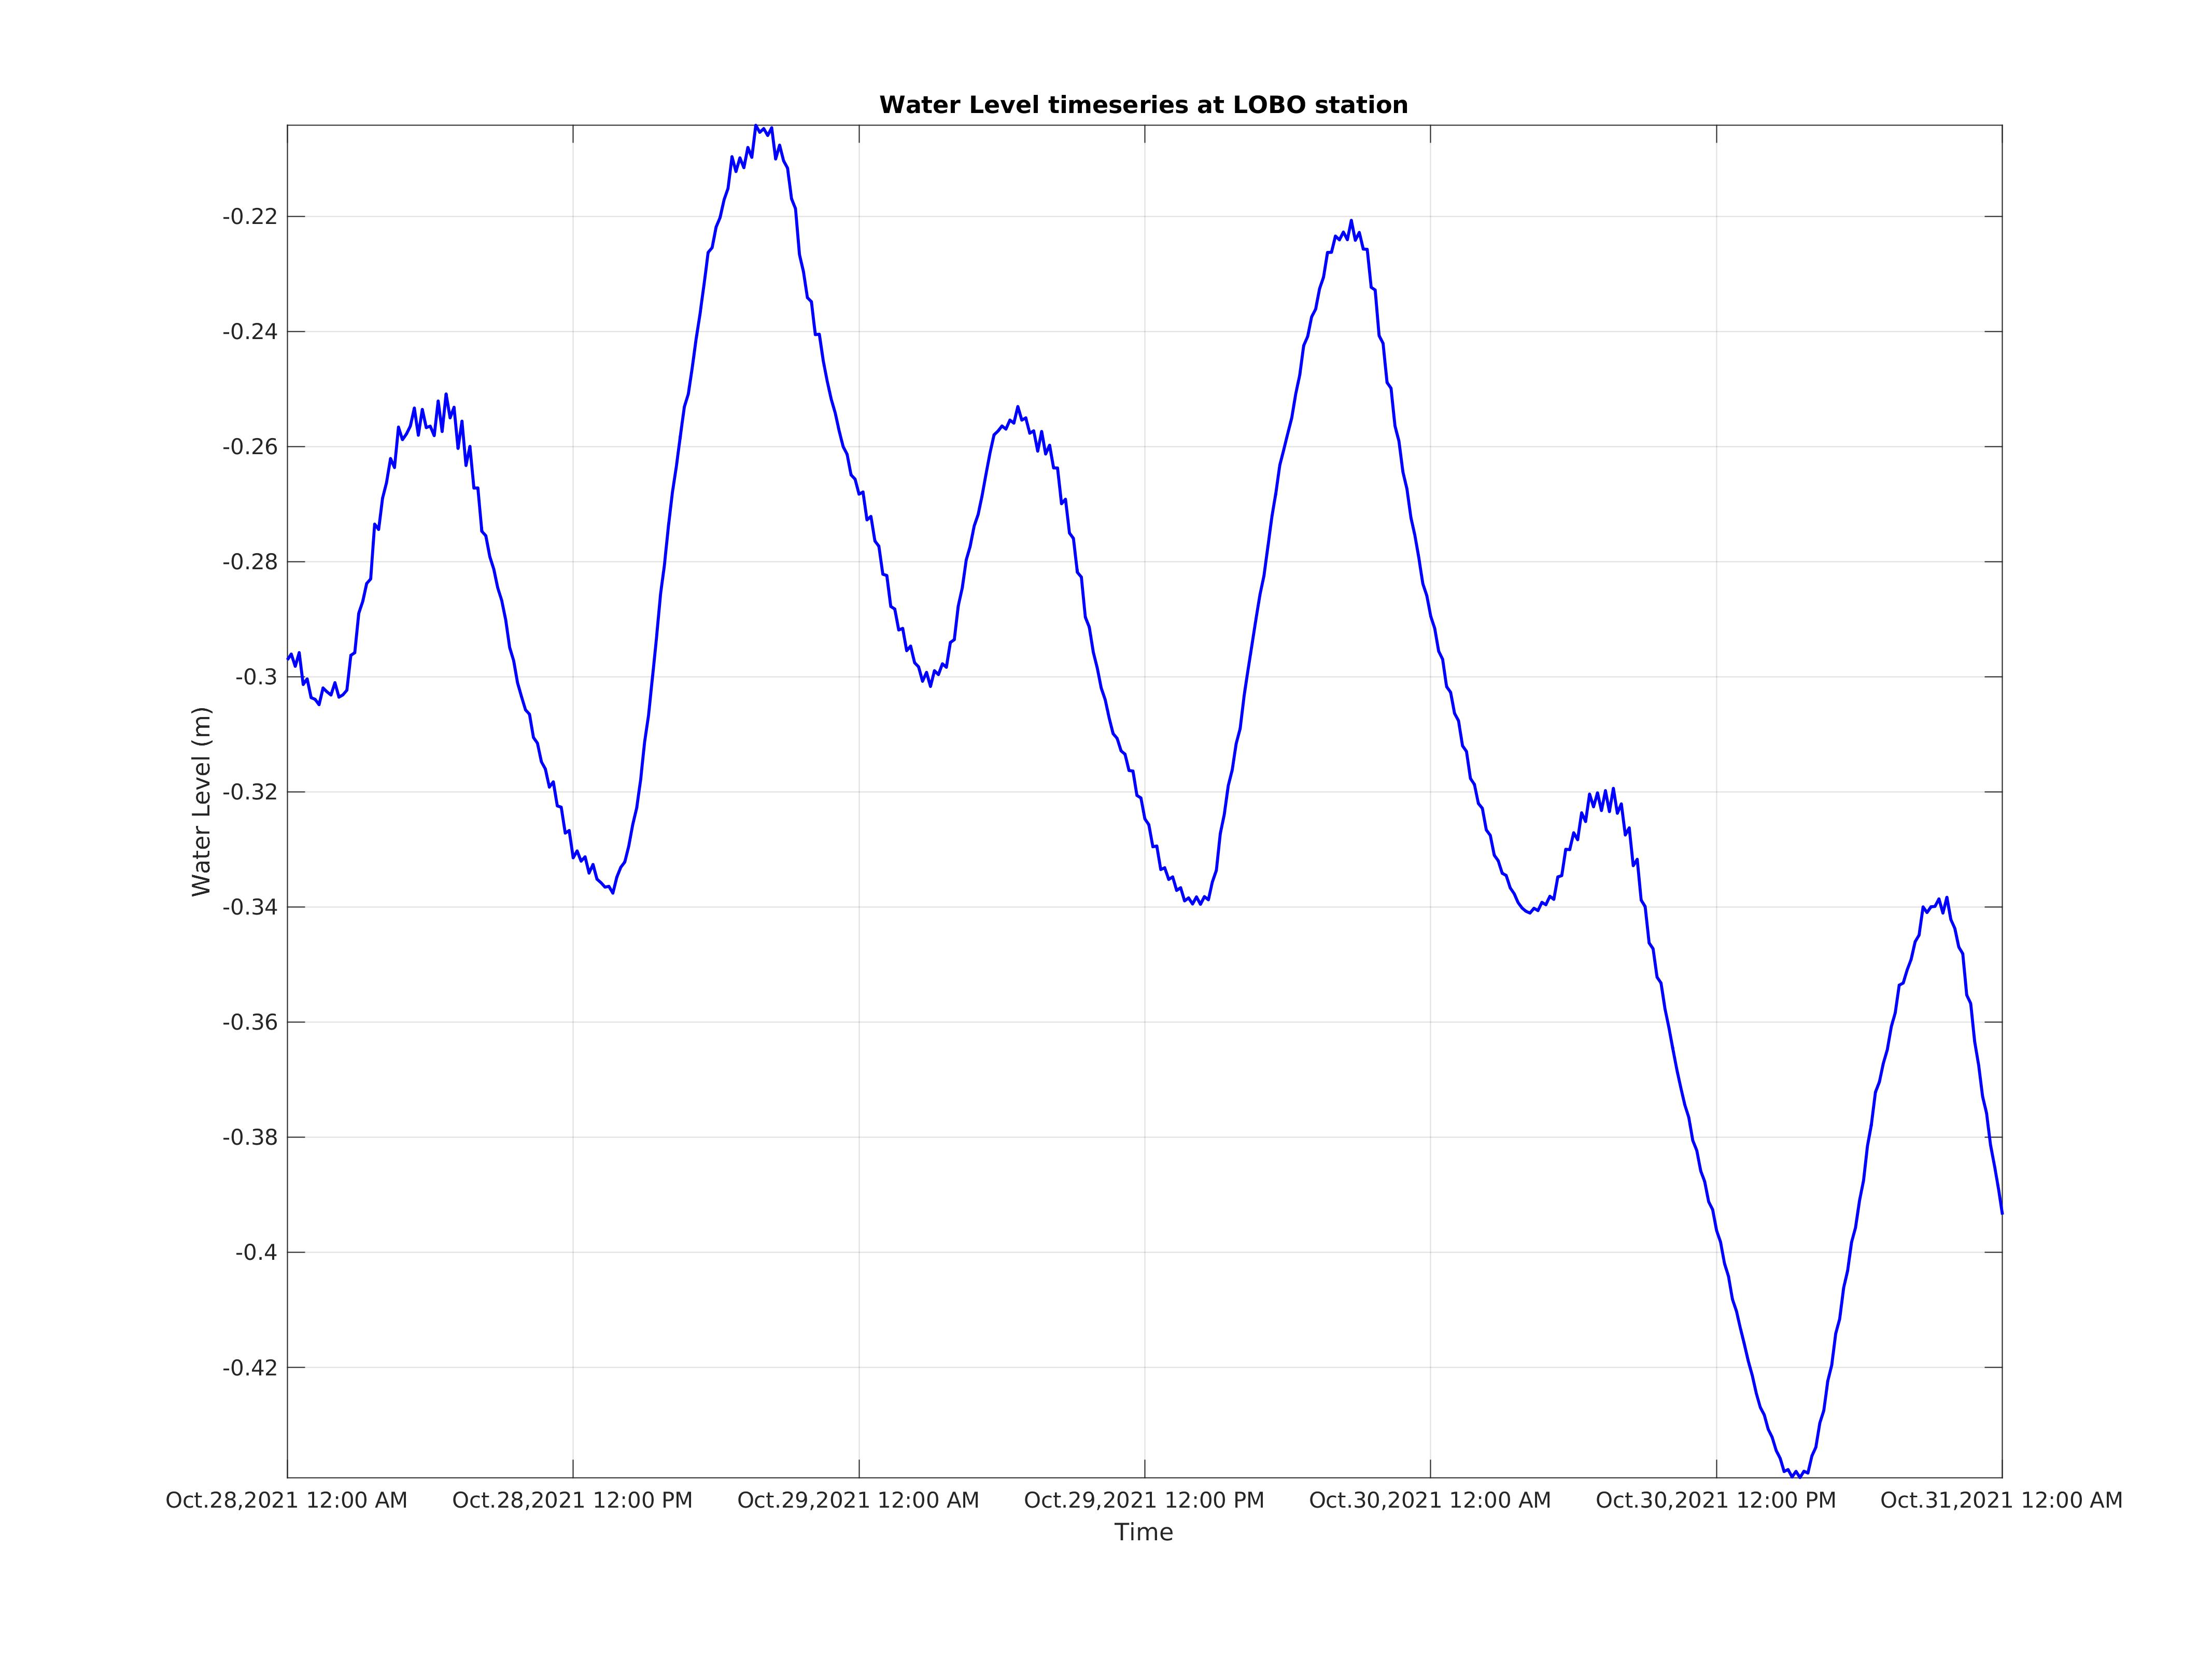 Water Level timeseries at LOBO station
-0.22
-0.24
-0.26
-0.28
-0.3
-0.32
-0.34
-0.36
-0.38
-0.4
-0.42
Water Level (m)
Oct.28,2021 12:00 AM Oct.28,2021 12:00 PM Oct.29,2021 12:00 AM Oct.29,2021 12:00 PM Oct.30,2021 12:00 AM Oct.30,2021 12:00 PM Oct.31,2021 12:00 AM
Time